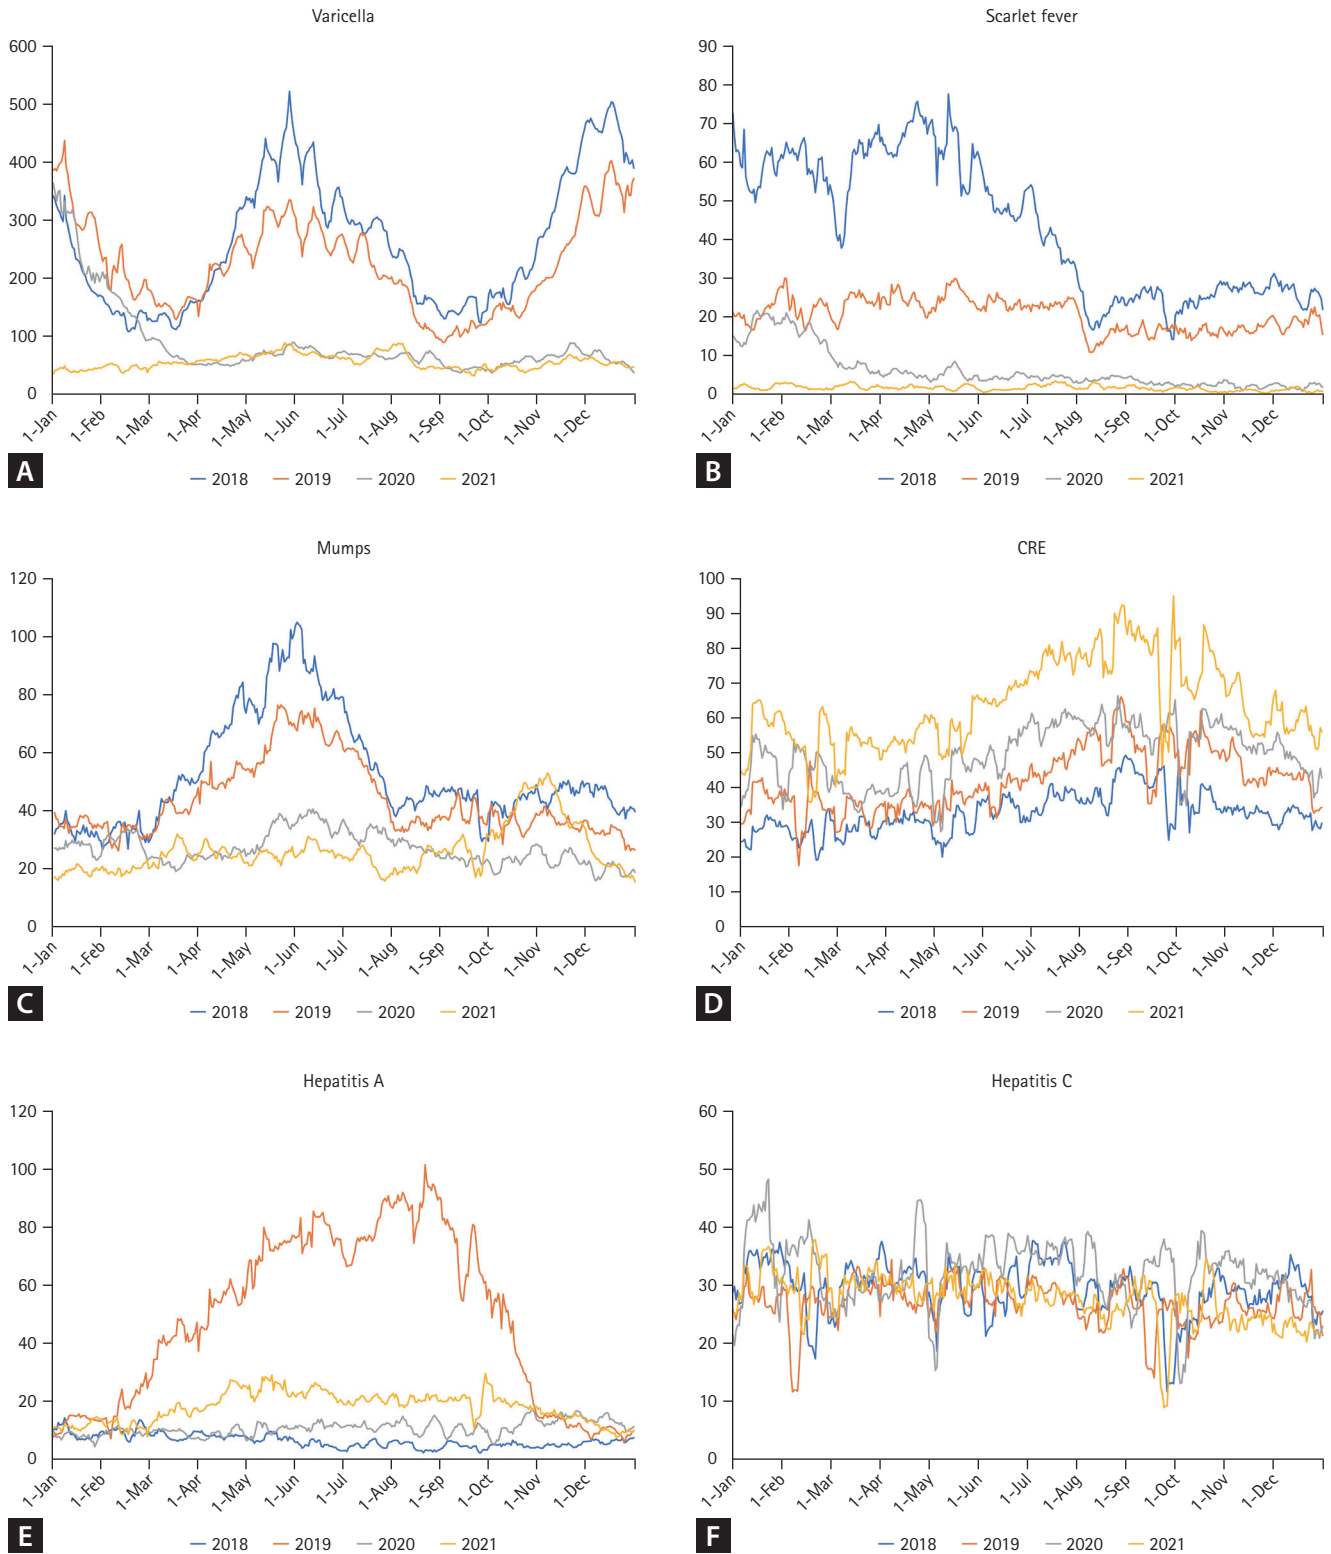 Varicella
600
500
400
300
200
100
0
1-Jan 1-Feb 1-Mar 1-Apr 1-May 1-Jun 1-Jul 1-Aug 1-Sep 1-Oct 1-Nov 1-Dec
A
2018 2019 2020 2021
Scarlet fever
90
80
70
60
50
40
30
20
10
0
1-Jan 1-Feb 1-Mar 1-Apr 1-May 1-Jun 1-Jul 1-Aug 1-Sep 1-Oct 1-Nov 1-Dec
B
2018 2019 2020 2021
Mumps
120
100
80
60
40
20
0
1-Jan 1-Feb 1-Mar 1-Apr 1-May 1-Jun 1-Jul 1-Aug 1-Sep 1-Oct 1-Nov 1-Dec
C
2018 2019 2020 2021
CRE
100
90
80
70
60
50
40
30
20
10
0
1-Jan 1-Feb 1-Mar 1-Apr 1-May 1-Jun 1-Jul 1-Aug 1-Sep 1-Oct 1-Nov 1-Dec
D
2018 2019 2020 2021
Hepatitis A
120
100
80
60
40
20
0
1-Jan 1-Feb 1-Mar 1-Apr 1-May 1-Jun 1-Jul 1-Aug 1-Sep 1-Oct 1-Nov 1-Dec
E
2018 2019 2020 2021
Hepatitis C
60
50
40
30
20
10
0
1-Jan 1-Feb 1-Mar 1-Apr 1-May 1-Jun 1-Jul 1-Aug 1-Sep 1-Oct 1-Nov 1-Dec
F
2018 2019 2020 2021